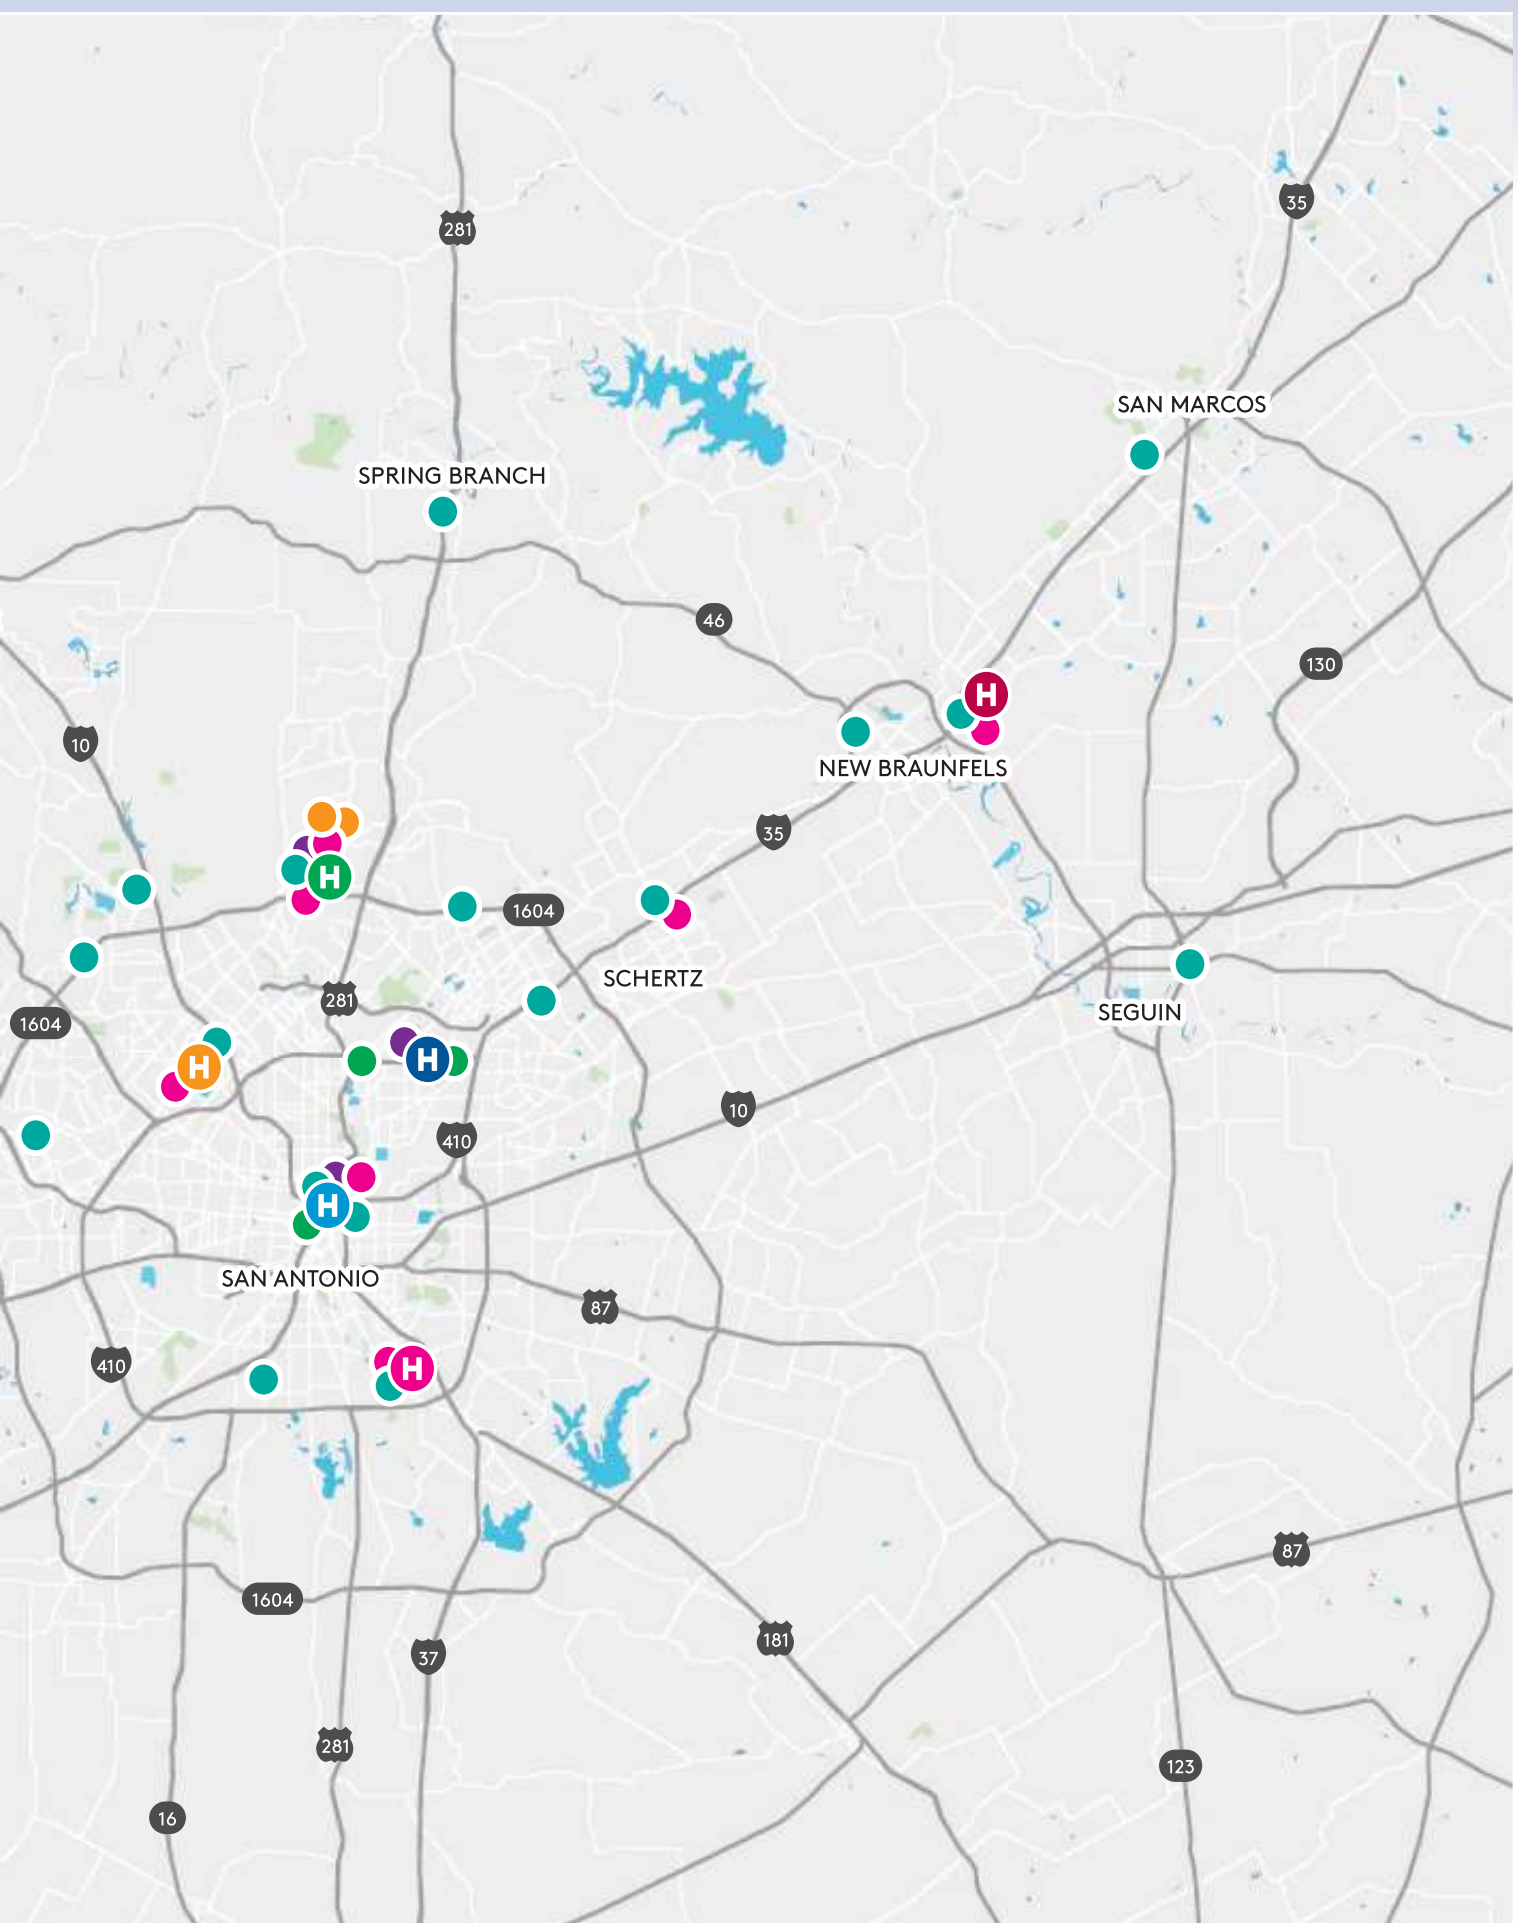 35
281
SAN MARCOS
SPRING BRANCH
46
130
H
10
NEW BRAUNFELS
35
H
1604
SCHERTZ
281
SEGUIN
1604
H
H
10
410
H
SAN ANTONIO
87
410
H
87
1604
181
37
281
123
16